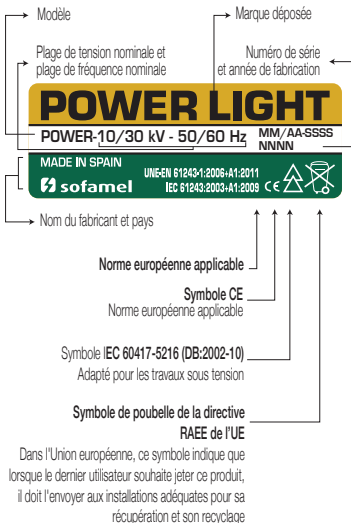 Modèle
Marque déposée
Plage de tension nominale et
plage de fréquence nominale
Numéro de série
et année de fabrication
POWER LIGHT
POWER-10/30 kV - 50/60 Hz
MM/AA-SSSS
NNNN
MADE IN SPAIN
sofamel
UNE-EN 61243-1:2006+A1:2011
IEC 61243:2003+A1:2009
CE
Nom du fabricant et pays
Norme européenne applicable
Symbole CE
Norme européenne applicable
Symbole IEC 60417-5216 (DB:2002-10)
Adapté pour les travaux sous tension
Symbole de poubelle de la directive
RAEE de l'UE
Dans l'Union européenne, ce symbole indique que
lorsque le dernier utilisateur souhaite jeter ce produit,
il doit l'envoyer aux installations adéquates pour sa
récupération et son recyclage